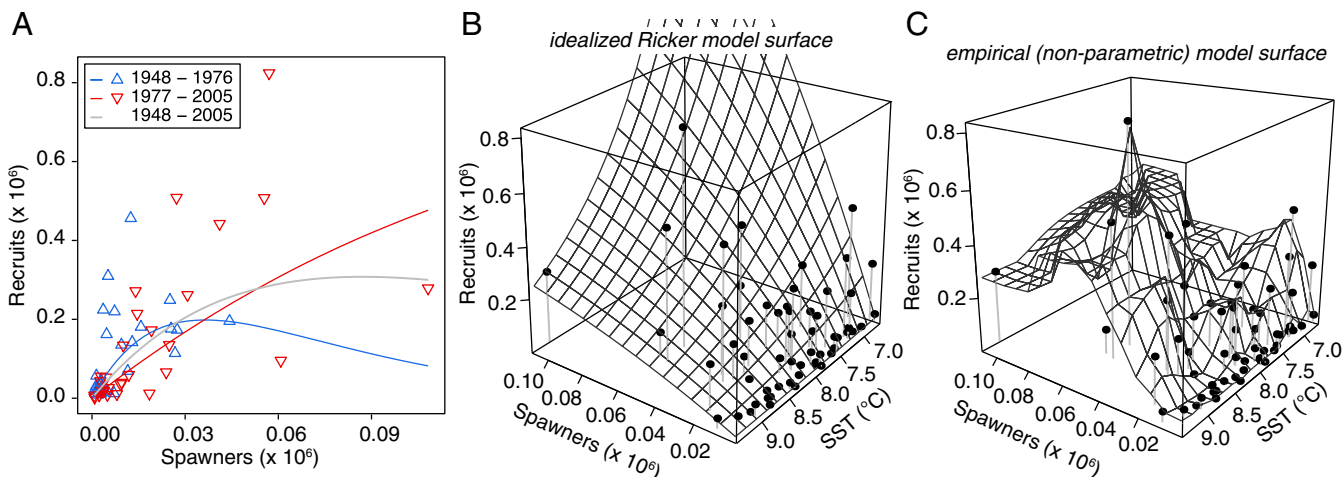 A
Recruits (x 10⁶)
0.8
0.6
0.4
0.2
0.0
1948 – 1976
1977 – 2005
1948 – 2005
0.00 0.03 0.06 0.09
Spawners (x 10⁶)
B
idealized Ricker model surface
Recruits (x 10⁶)
0.8
0.6
0.4
0.2
0.10 0.08 0.06 0.04 0.02
Spawners (x 10⁶)
9.0 8.5 8.0 7.5 7.0
SST (°C)
C
empirical (non-parametric) model surface
Recruits (x 10⁶)
0.8
0.6
0.4
0.2
0.10 0.08 0.06 0.04 0.02
Spawners (x 10⁶)
9.0 8.5 8.0 7.5 7.0
SST (°C)